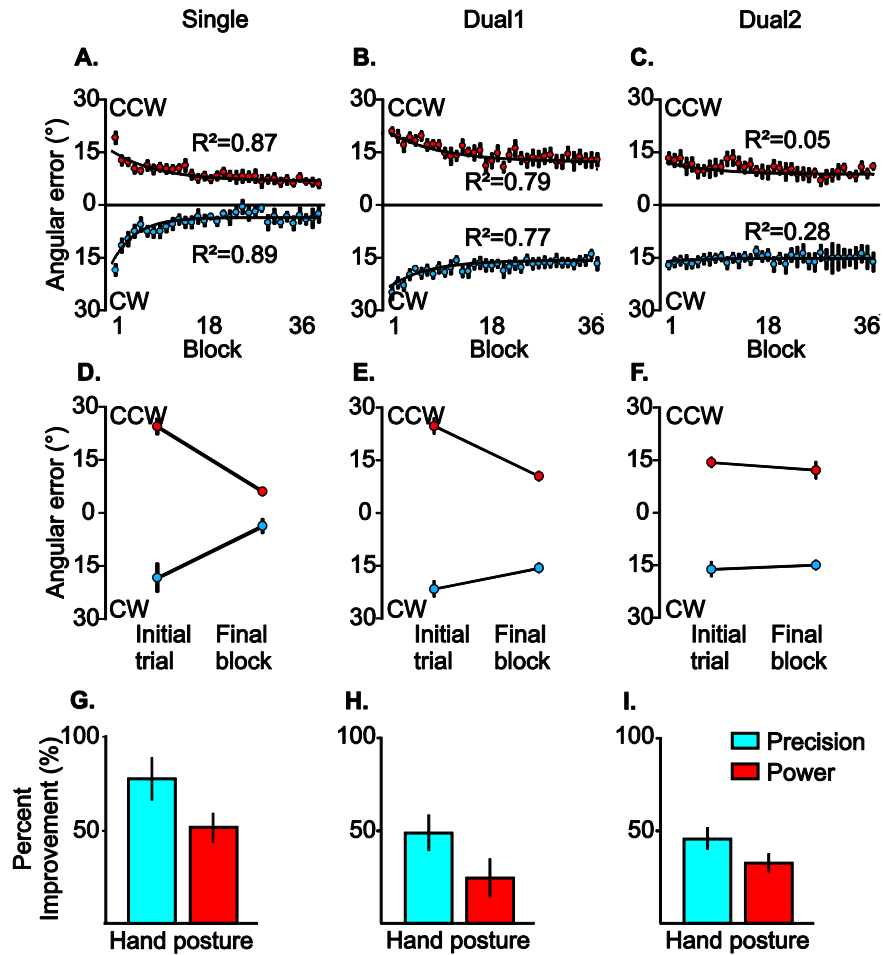 Single
Dual1
Dual2
A.
B.
C.
Angular error (°)
30
15
0
15
30
CCW
R²=0.87
R²=0.89
CW
1
18
36
Block
30
15
0
15
30
CCW
R²=0.79
R²=0.77
CW
1
18
36
Block
30
15
0
15
30
CCW
R²=0.05
R²=0.28
CW
1
18
36
Block
D.
E.
F.
Angular error (°)
30
15
0
15
30
CCW
CW
Initial
trial
Final
block
30
15
0
15
30
CCW
CW
Initial
trial
Final
block
30
15
0
15
30
CCW
CW
Initial
trial
Final
block
G.
H.
I.
Percent
Improvement (%)
100
50
Hand posture
100
50
Hand posture
100
50
Precision
Power
Hand posture